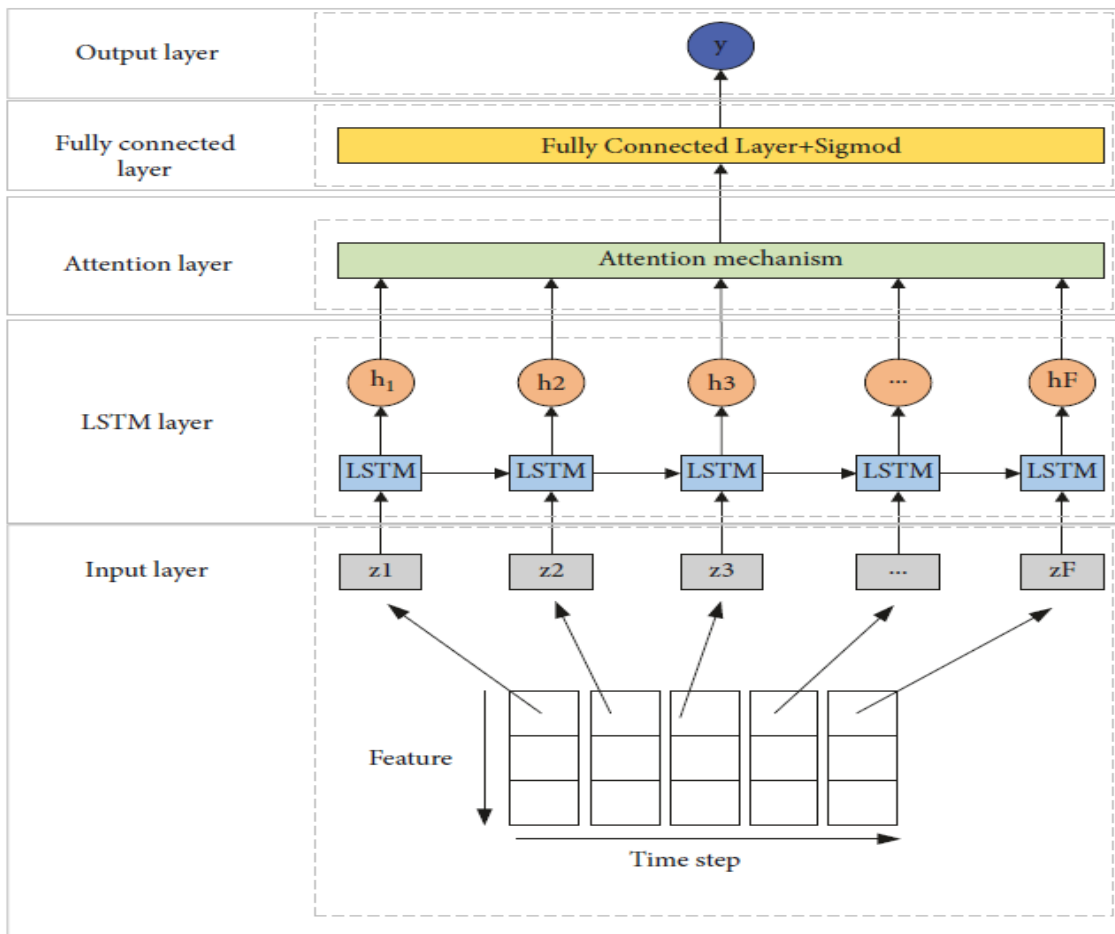 Output layer
y
Fully connected
layer
Fully Connected Layer+Sigmod
Attention layer
Attention mechanism
LSTM layer
h₁ h2 h3 ... hF
LSTM LSTM LSTM LSTM LSTM
Input layer
z1 z2 z3 ... zF
Feature
Time step